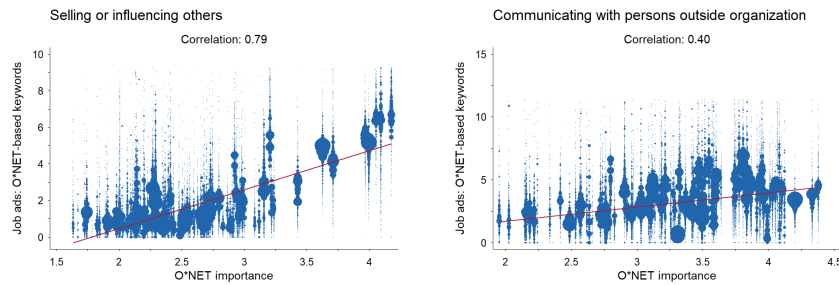 Selling or influencing others
Correlation: 0.79
Job ads: O*NET-based keywords
10
8
6
4
2
0
1.5
2
2.5
3
3.5
4
O*NET importance
Communicating with persons outside organization
Correlation: 0.40
Job ads: O*NET-based keywords
15
10
5
0
2
2.5
3
3.5
4
4.5
O*NET importance